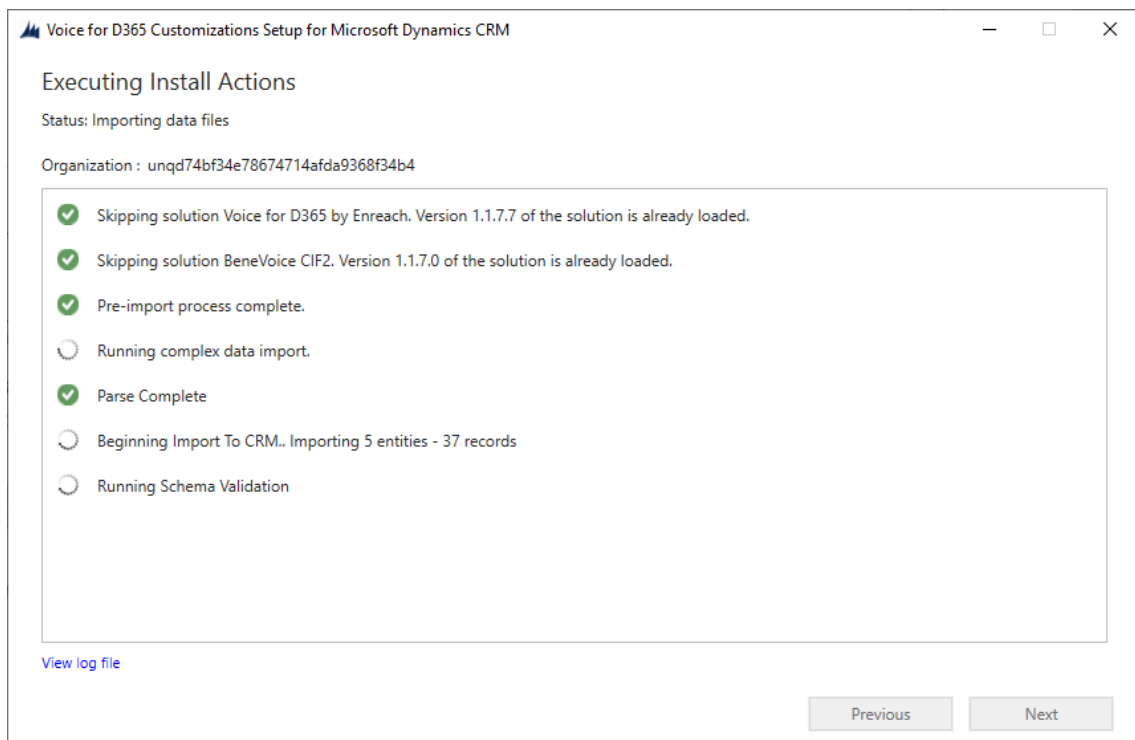 Voice for D365 Customizations Setup for Microsoft Dynamics CRM
Executing Install Actions
Status: Importing data files
Organization : unqd74bf34e78674714afda9368f34b4
Skipping solution Voice for D365 by Enreach. Version 1.1.7.7 of the solution is already loaded.
Skipping solution BeneVoice CIF2. Version 1.1.7.0 of the solution is already loaded.
Pre-import process complete.
Running complex data import.
Parse Complete
Beginning Import To CRM.. Importing 5 entities - 37 records
Running Schema Validation
View log file
Previous
Next